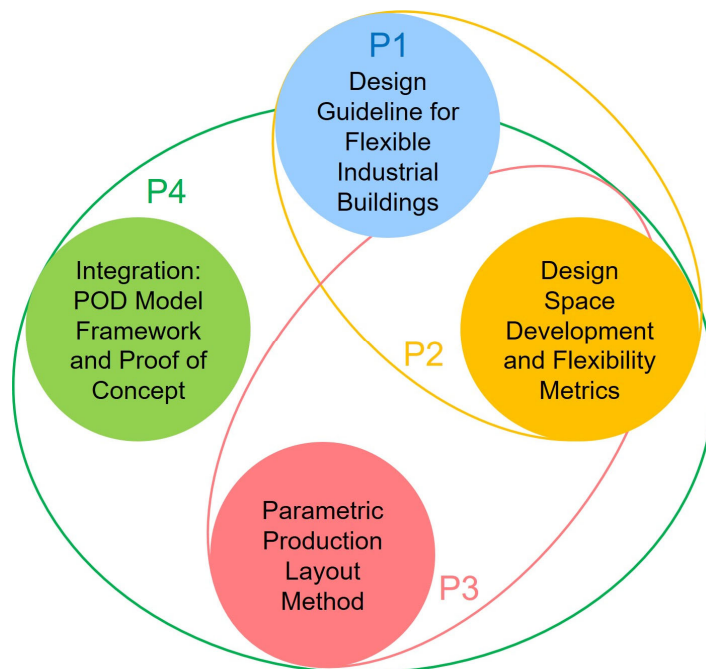 P1
Design
Guideline for
Flexible
Industrial
Buildings
P4
Integration:
POD Model
Framework
and Proof of
Concept
Design
Space
Development
and Flexibility
Metrics
P2
Parametric
Production
Layout
Method
P3